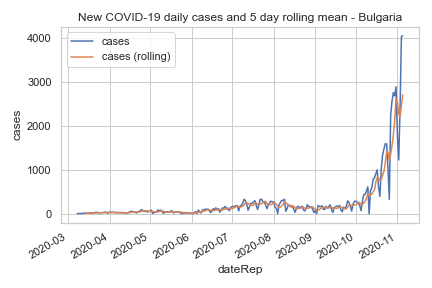 New COVID-19 daily cases and 5 day rolling mean - Bulgaria
cases
cases (rolling)
4000
3000
2000
1000
0
cases
2020-03
2020-04
2020-05
2020-06
2020-07
2020-08
2020-09
2020-10
2020-11
dateRep